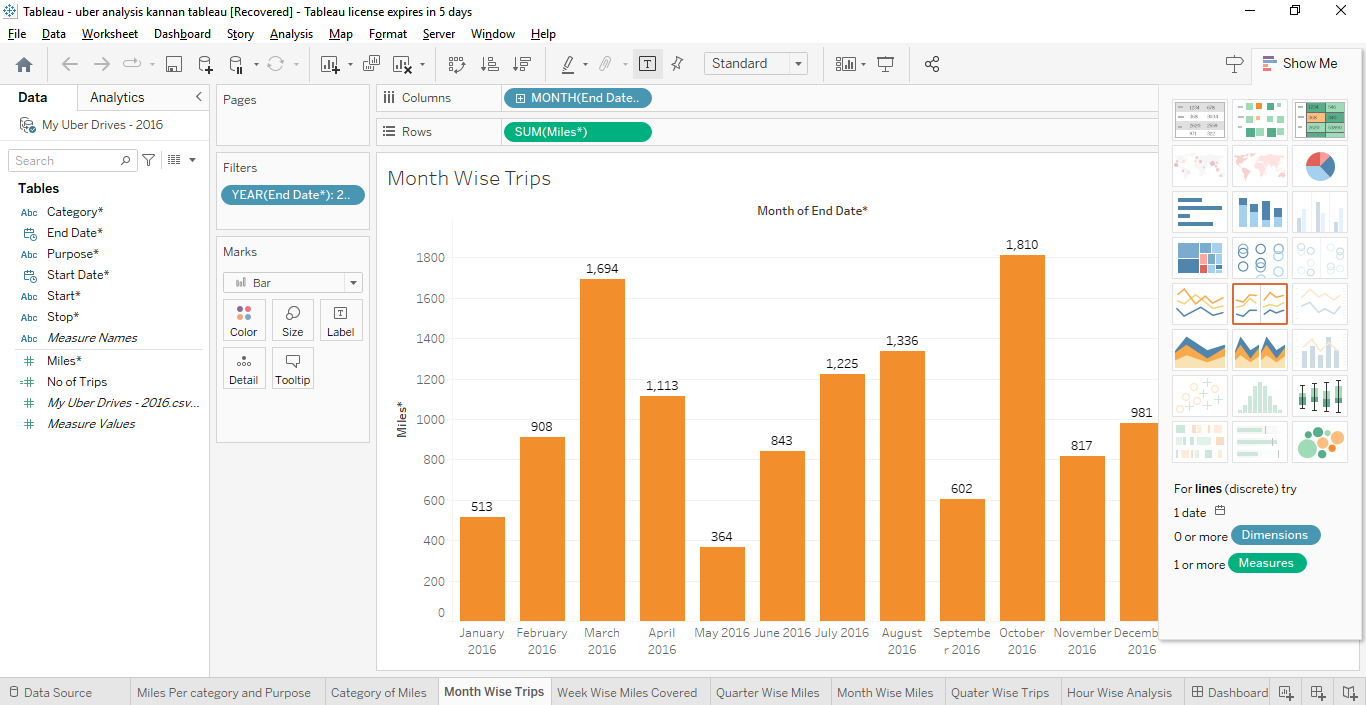 Tableau - uber analysis kannan tableau [Recovered] - Tableau license expires in 5 days
File Data Worksheet Dashboard Story Analysis Map Format Server Window Help
Standard
Show Me
Data Analytics
My Uber Drives - 2016
Search
Tables
Abc Category*
End Date*
Abc Purpose*
Start Date*
Abc Start*
Abc Stop*
Abc Measure Names
Miles*
No of Trips
My Uber Drives - 2016.csv...
Measure Values
Pages
Filters
YEAR(End Date*): 2..
Marks
Bar
Color Size Label
Detail Tooltip
Columns MONTH(End Date..
Rows SUM(Miles*)
Month Wise Trips
Month of End Date*
Miles*
1800
1600
1400
1200
1000
800
600
400
200
0
513
908
1,694
1,113
364
843
1,225
1,336
602
1,810
817
981
January 2016
February 2016
March 2016
April 2016
May 2016
June 2016
July 2016
August 2016
Septembe
r 2016
October 2016
November 2016
Decemb
2016
For lines (discrete) try
1 date
0 or more Dimensions
1 or more Measures
Data Source Miles Per category and Purpose Category of Miles Month Wise Trips Week Wise Miles Covered Quarter Wise Miles Month Wise Miles Quater Wise Trips Hour Wise Analysis Dashboard